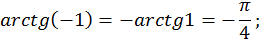 arctg(−1) = −arctg1 = −π/4;